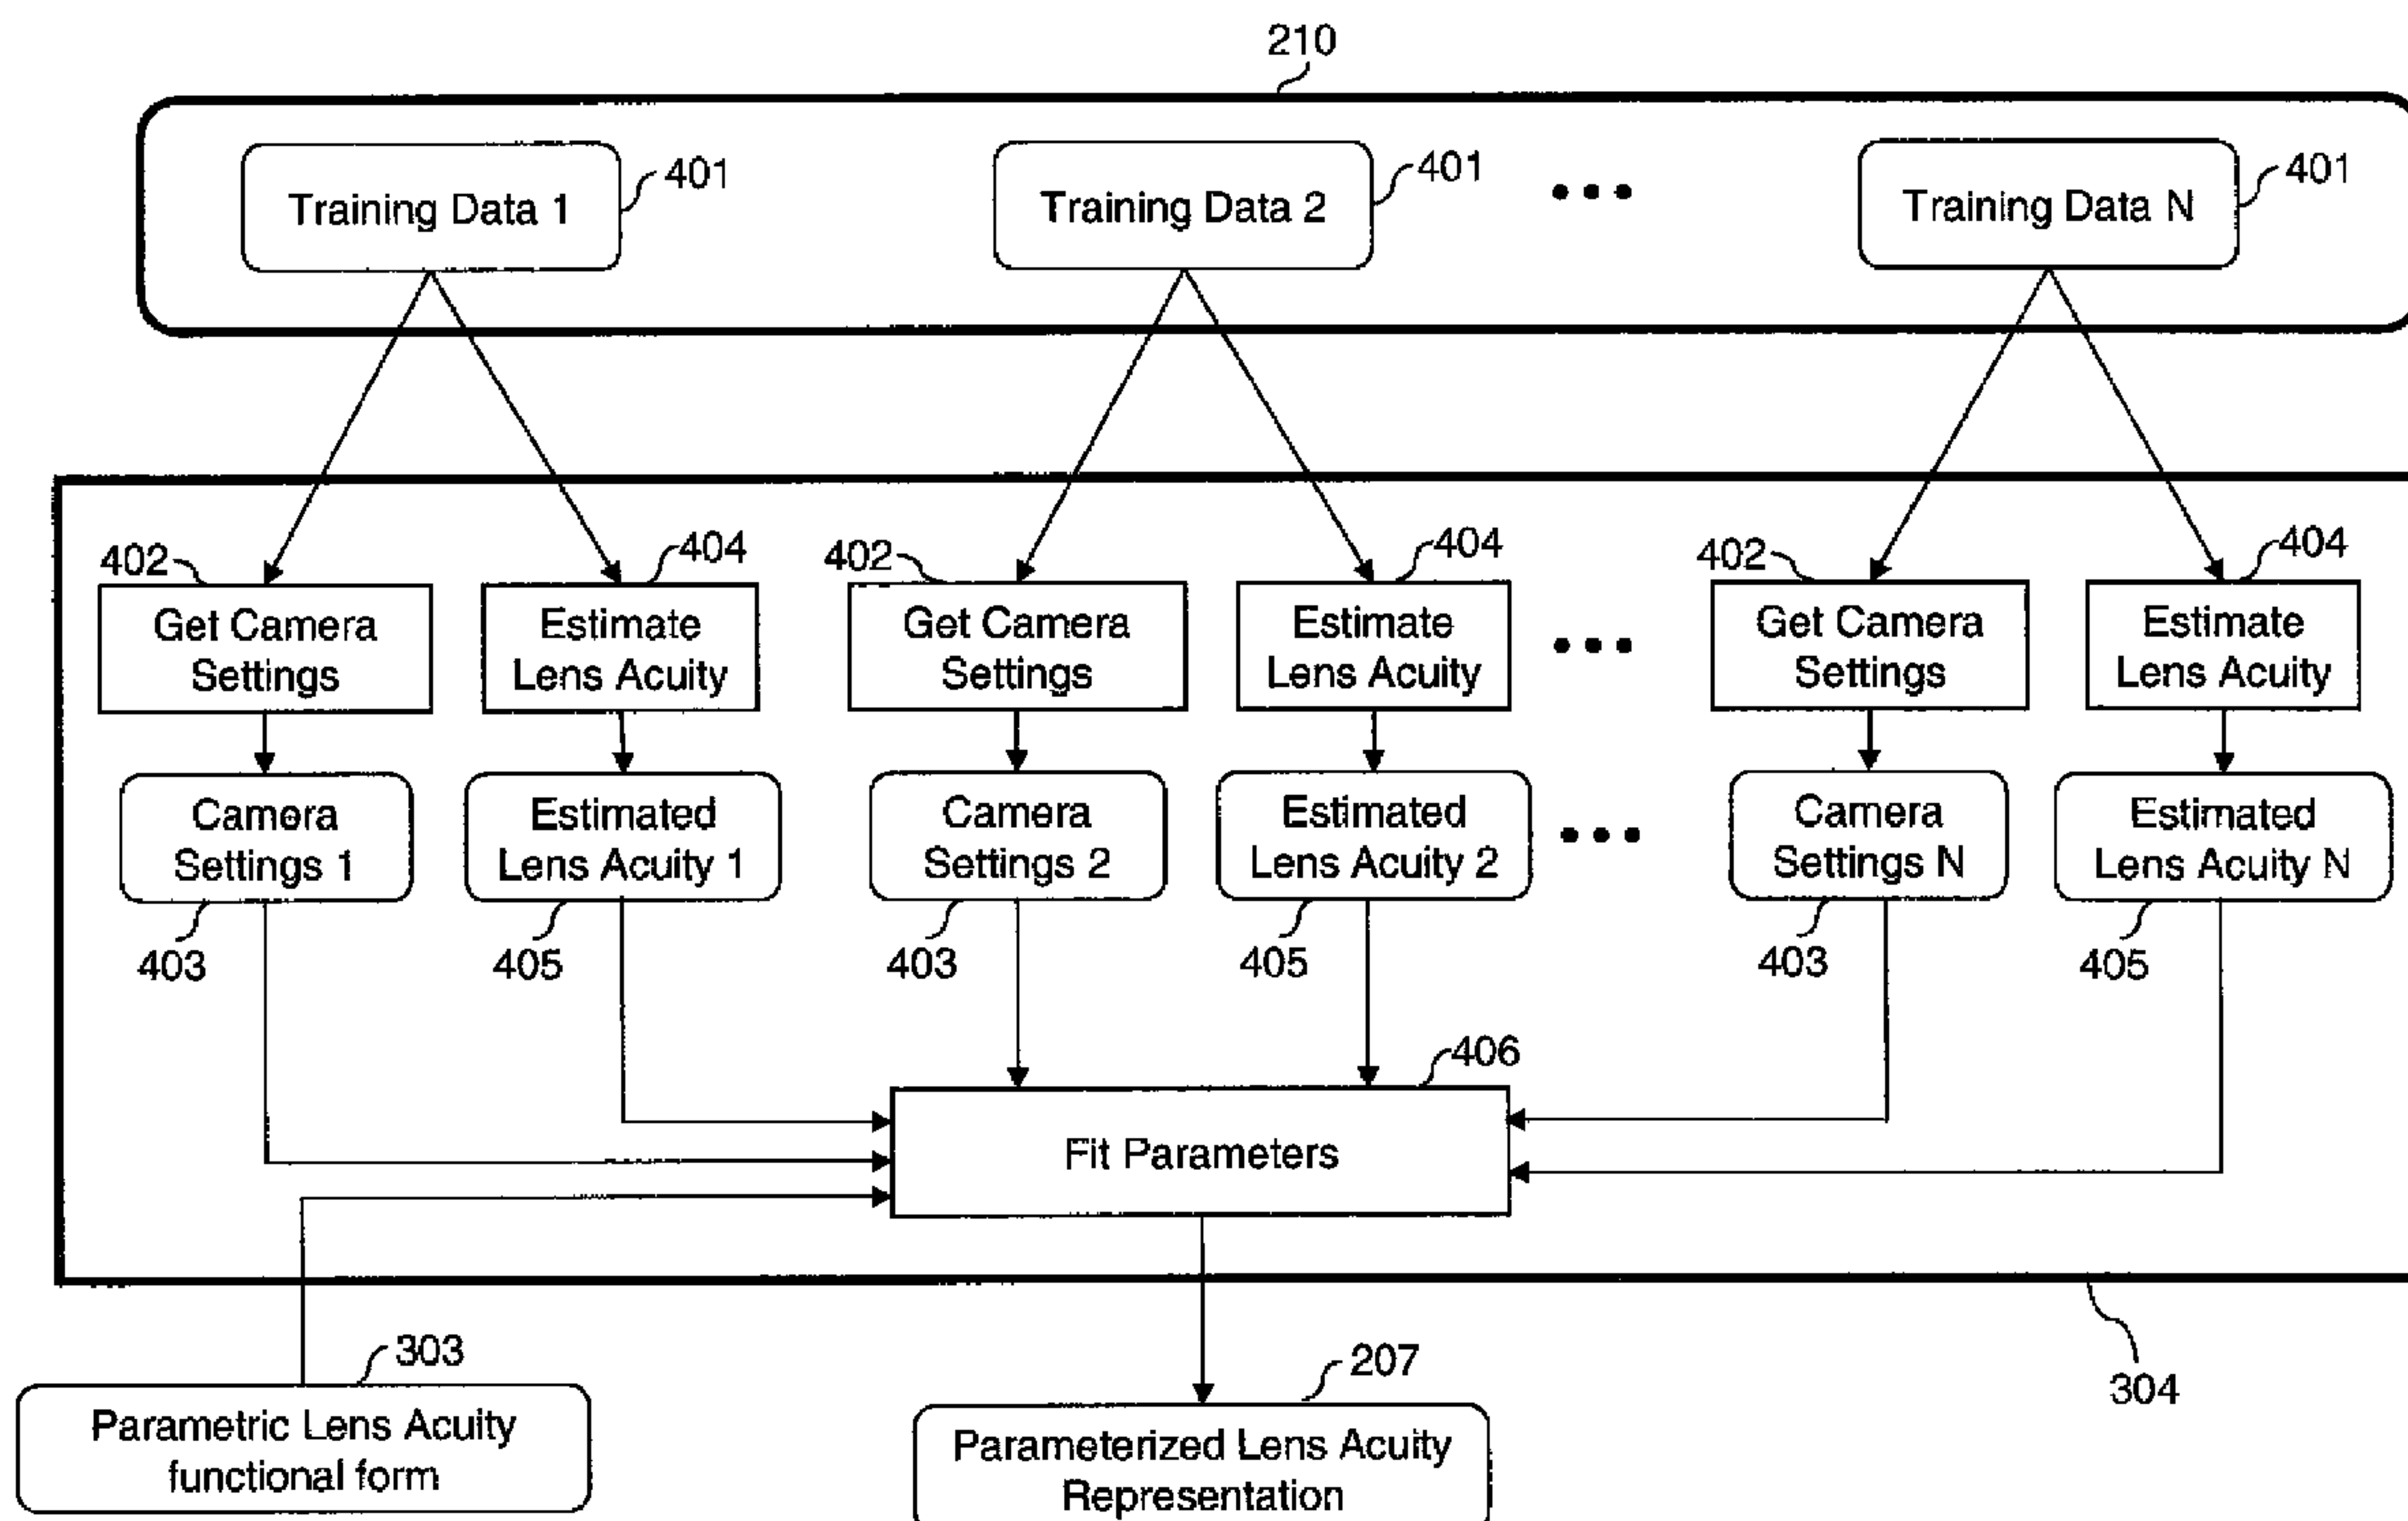 210
Training Data 1
401
Training Data 2
401
•••
Training Data N
401
402
404
402
404
402
404
Get Camera
Settings
Estimate
Lens Acuity
Get Camera
Settings
Estimate
Lens Acuity
•••
Get Camera
Settings
Estimate
Lens Acuity
Camera
Settings 1
Estimated
Lens Acuity 1
Camera
Settings 2
Estimated
Lens Acuity 2
•••
Camera
Settings N
Estimated
Lens Acuity N
403
405
403
405
403
405
406
Fit Parameters
303
Parametric Lens Acuity
functional form
207
Parameterized Lens Acuity
Representation
304